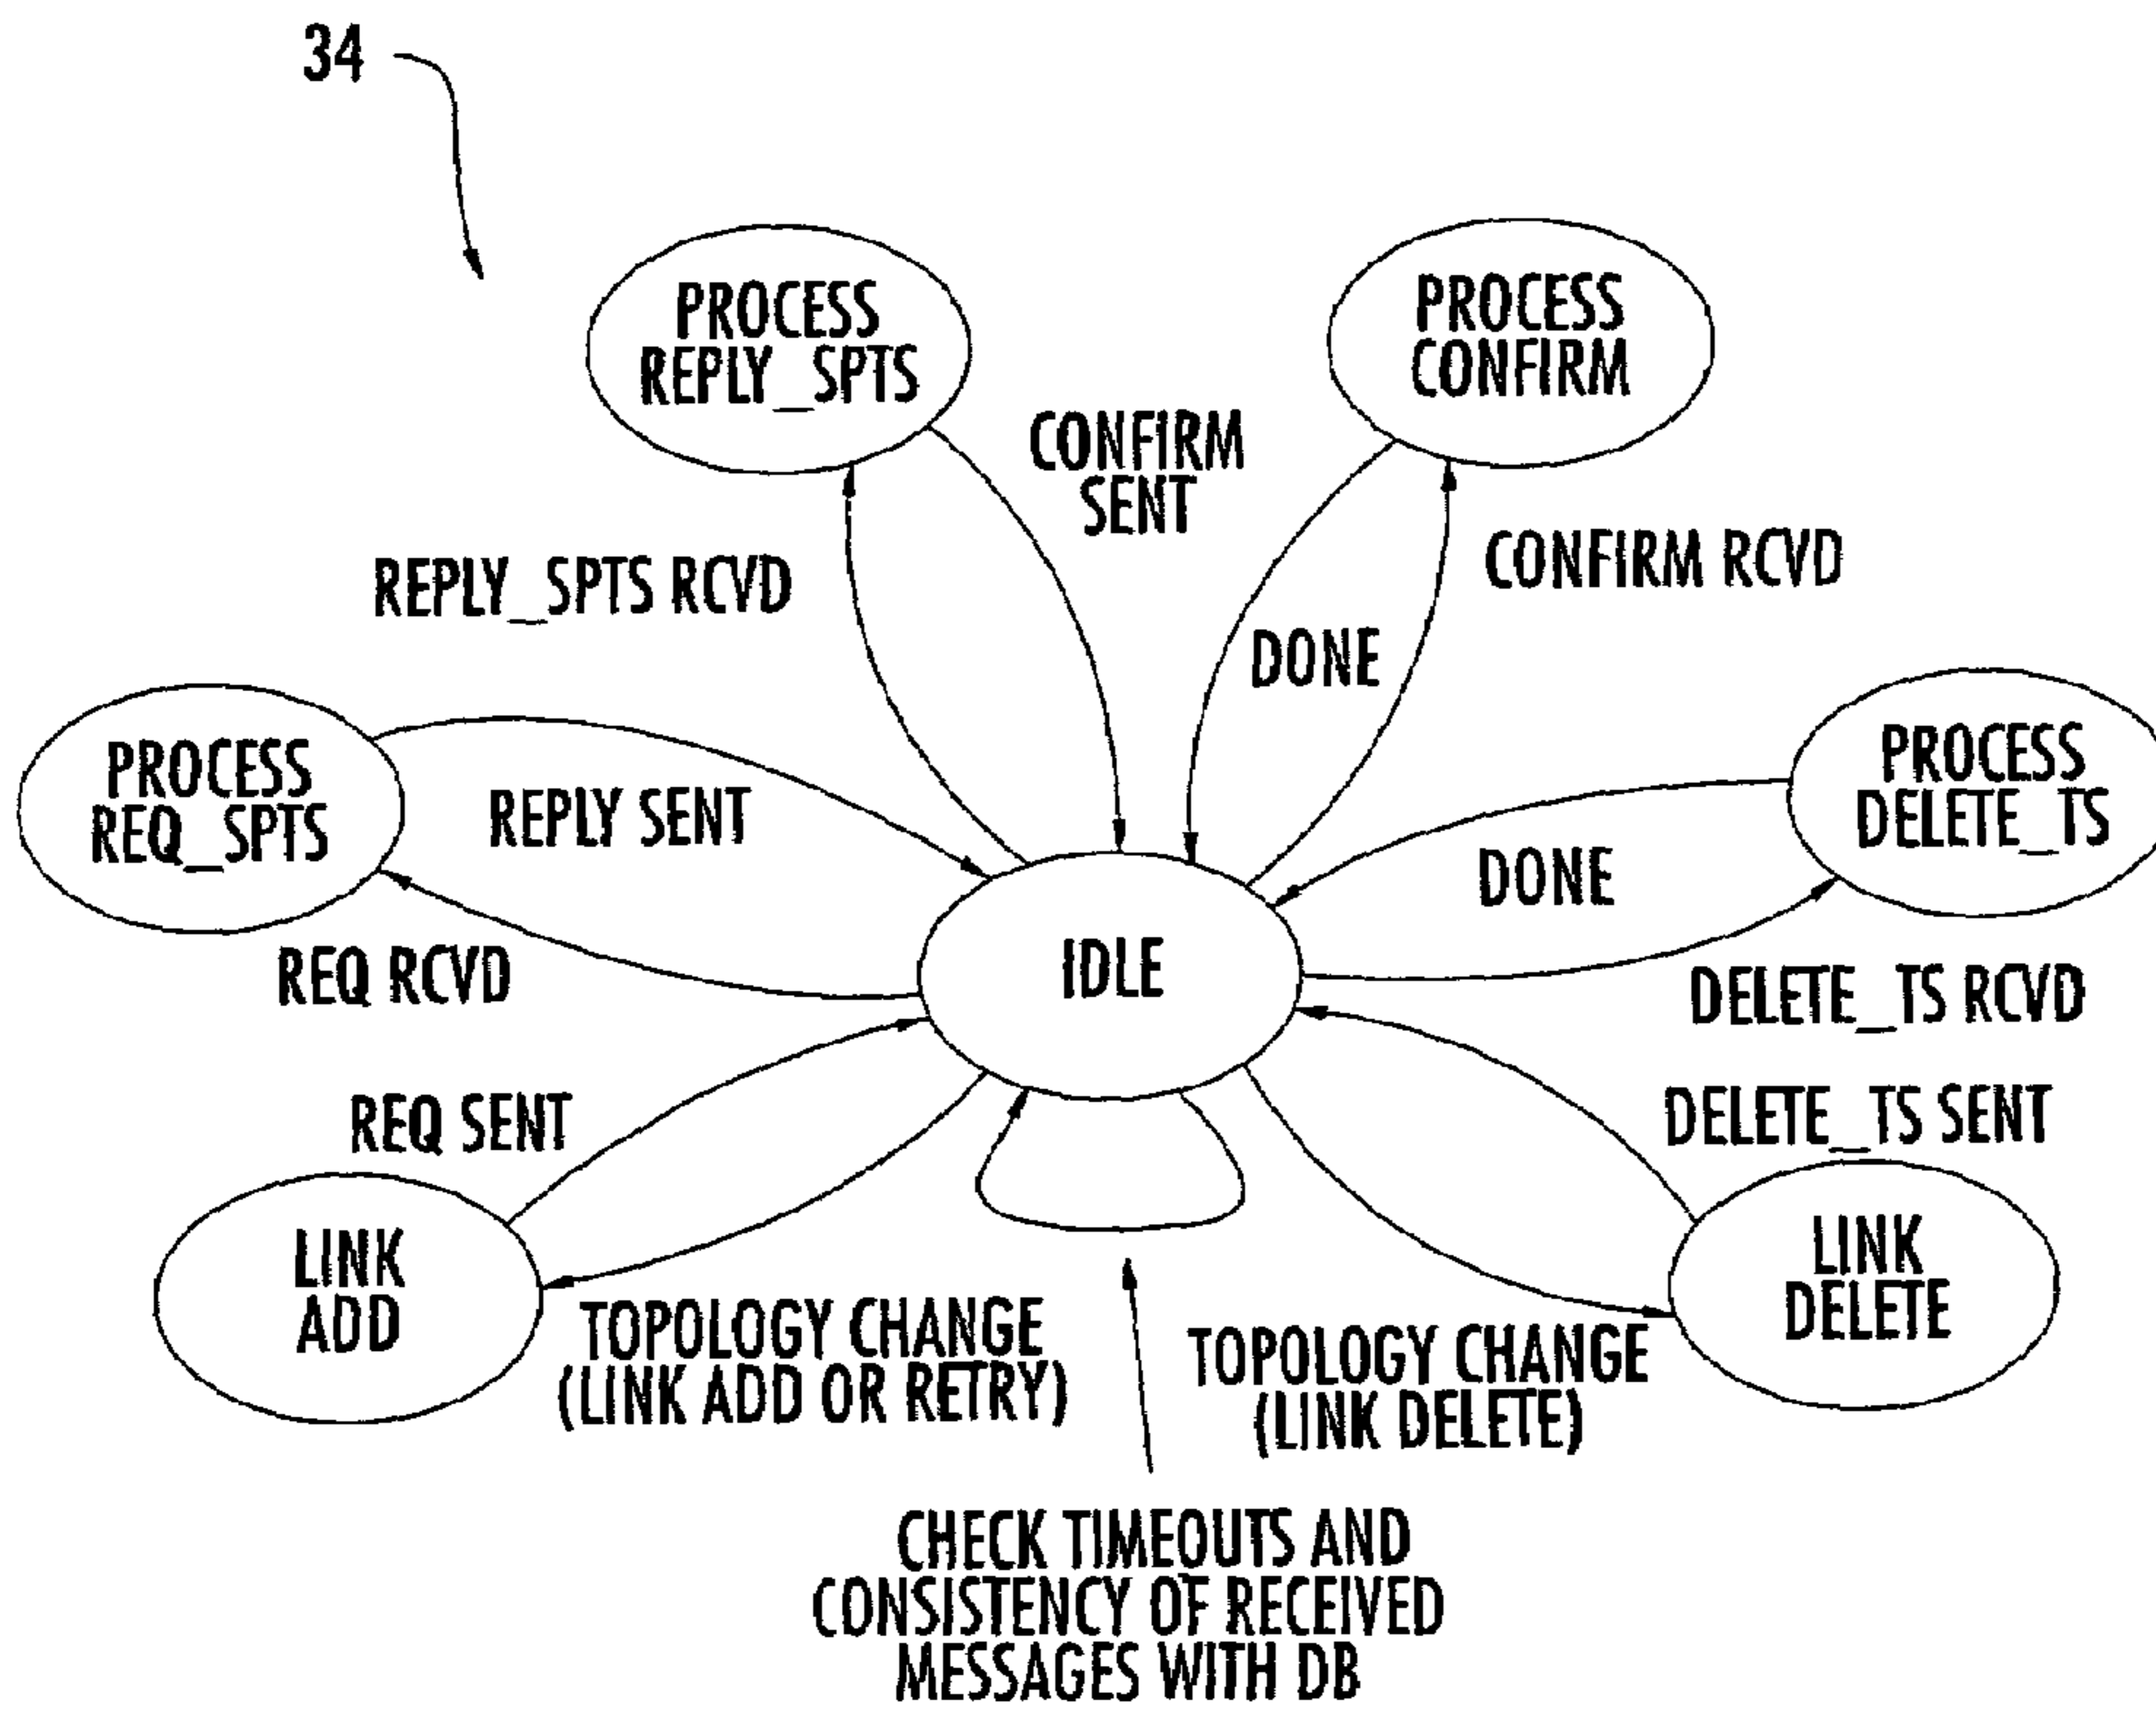 34
PROCESS
REPLY_SPTS
PROCESS
CONFIRM
CONFIRM
SENT
REPLY_SPTS RCVD
CONFIRM RCVD
DONE
PROCESS
REQ_SPTS
REPLY SENT
PROCESS
DELETE_TS
DONE
REQ RCVD
IDLE
DELETE_TS RCVD
REQ SENT
DELETE_TS SENT
LINK
ADD
LINK
DELETE
TOPOLOGY CHANGE
(LINK ADD OR RETRY)
TOPOLOGY CHANGE
(LINK DELETE)
CHECK TIMEOUTS AND
CONSISTENCY OF RECEIVED
MESSAGES WITH DB